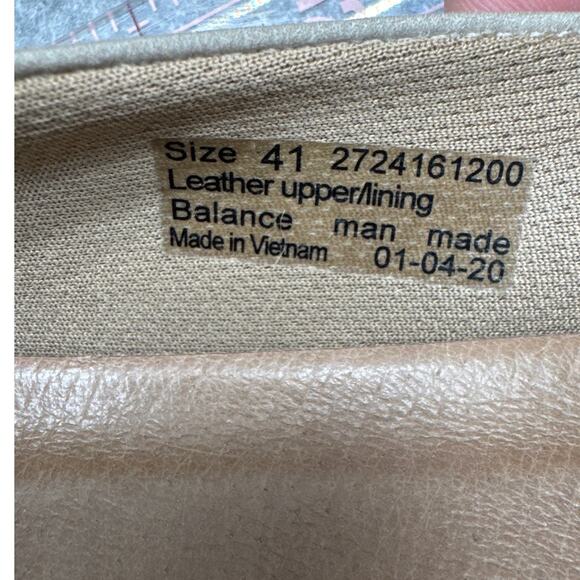 Size 41 2724161200
Leather upper/lining
Balance man made
Made in Vietnam 01-04-20